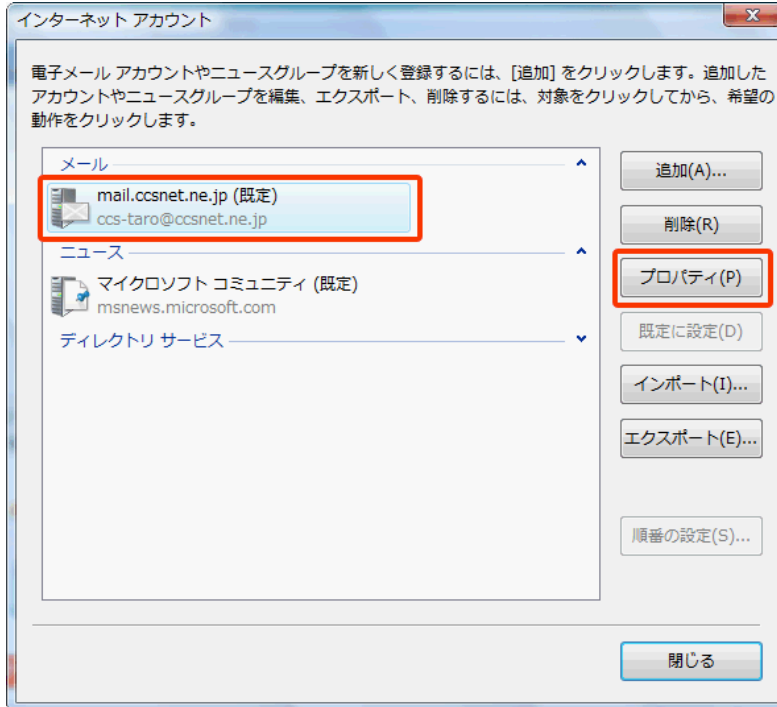 インターネット アカウント
電子メール アカウントやニュースグループを新しく登録するには、[追加] をクリックします。追加した
アカウントやニュースグループを編集、エクスポート、削除するには、対象をクリックしてから、希望の
動作をクリックします。
メール
mail.ccsnet.ne.jp (既定)
ccs-taro@ccsnet.ne.jp
ニュース
マイクロソフト コミュニティ (既定)
msnews.microsoft.com
ディレクトリ サービス
追加(A)...
削除(R)
プロパティ(P)
既定に設定(D)
インポート(I)...
エクスポート(E)...
順番の設定(S)...
閉じる